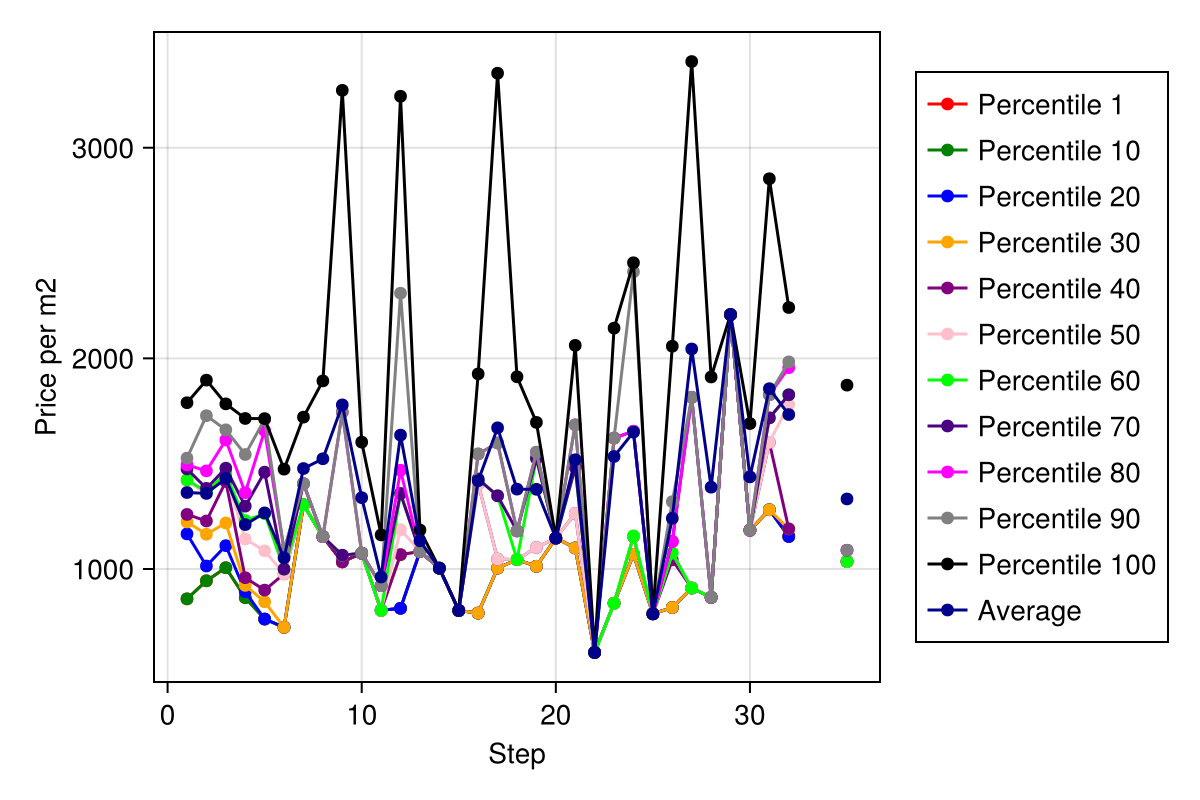 3000
2000
1000
Price per m2
0 10 20 30
Step
Percentile 1
Percentile 10
Percentile 20
Percentile 30
Percentile 40
Percentile 50
Percentile 60
Percentile 70
Percentile 80
Percentile 90
Percentile 100
Average